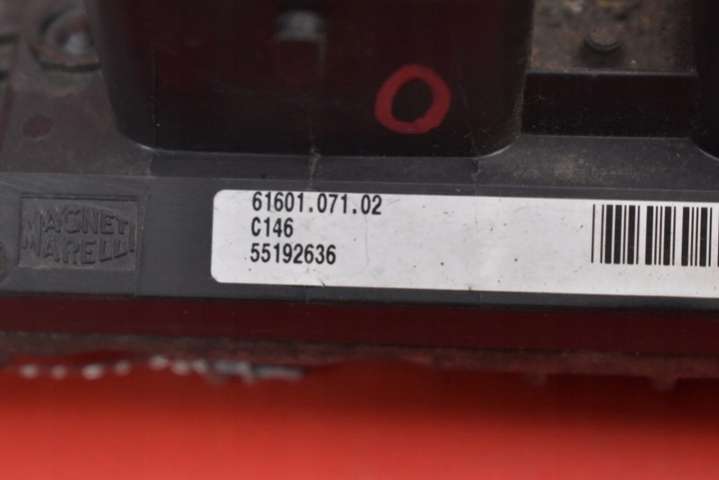 MAGNETI
MARELLI
61601.071.02
C146
55192636
O